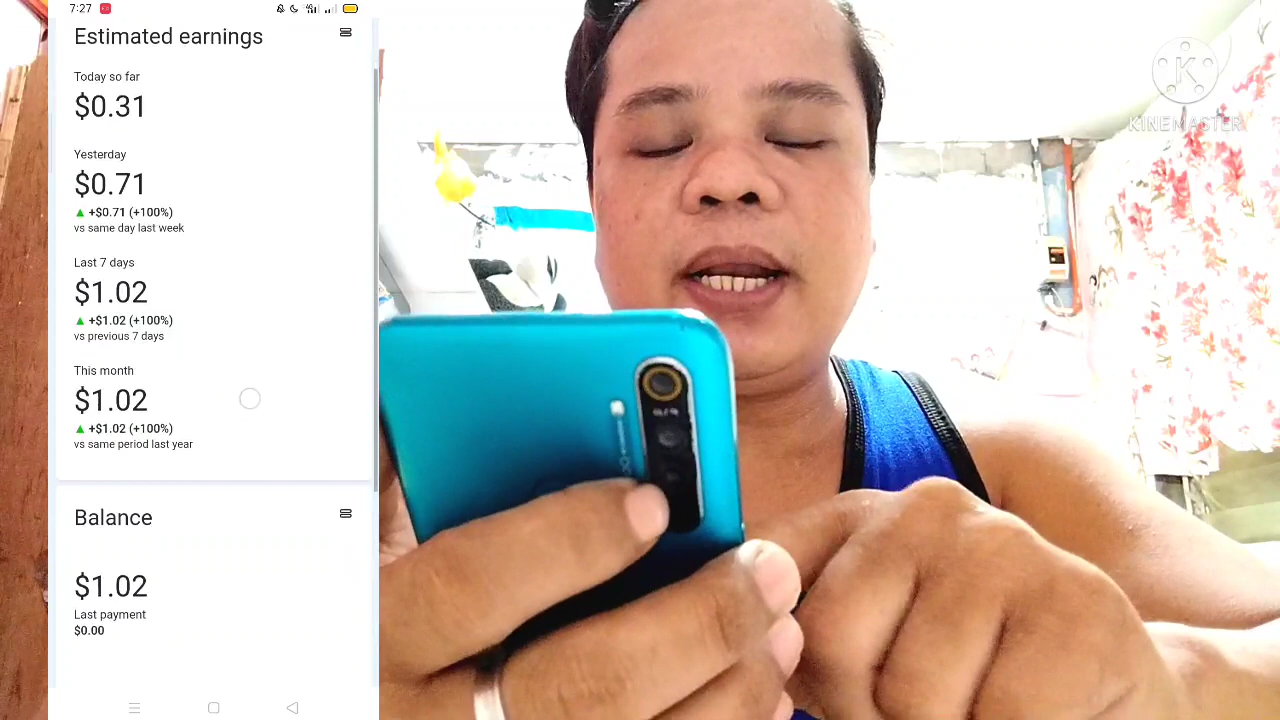 7:27
Estimated earnings
Today so far
$0.31
Yesterday
$0.71
+$0.71 (+100%)
vs same day last week
Last 7 days
$1.02
+$1.02 (+100%)
vs previous 7 days
This month
$1.02
+$1.02 (+100%)
vs same period last year
Balance
$1.02
Last payment
$0.00
K
KINEMASTER